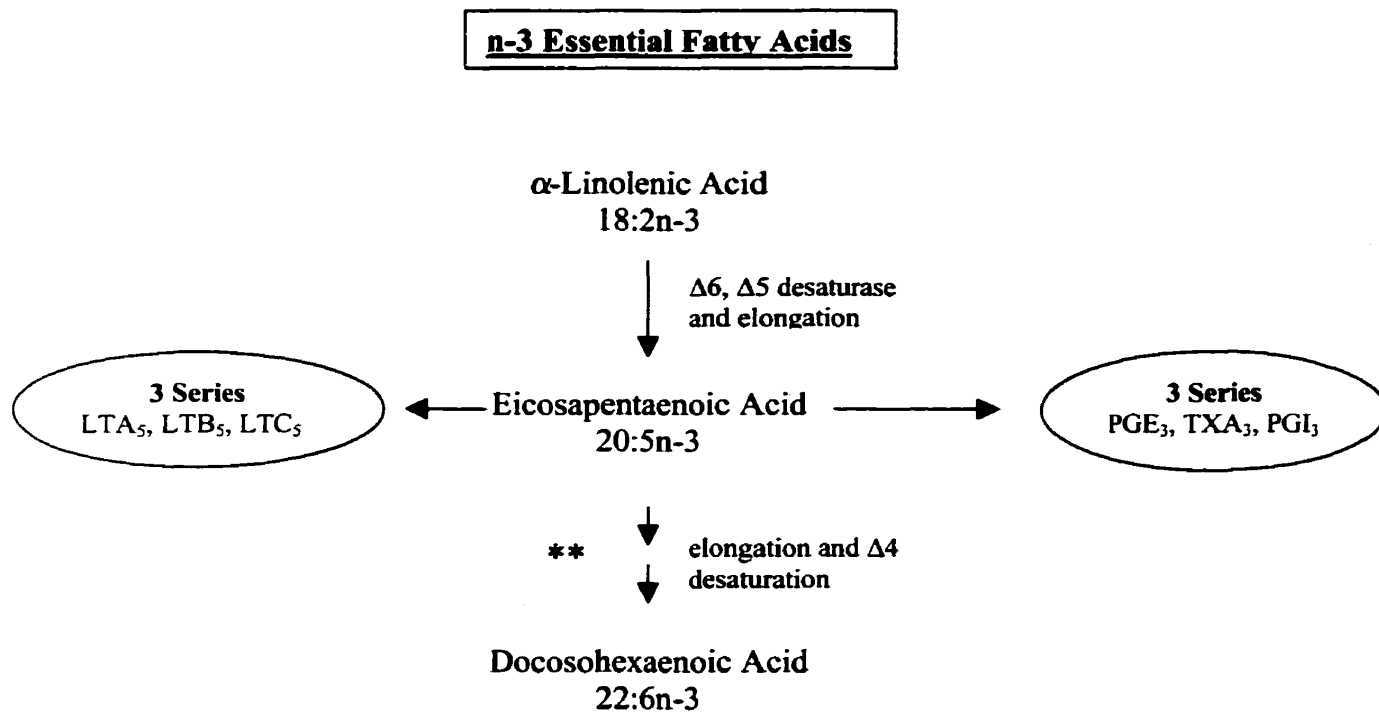 n-3 Essential Fatty Acids
α-Linolenic Acid
18:2n-3
Δ6, Δ5 desaturase
and elongation
3 Series
LTA₅, LTB₅, LTC₅
Eicosapentaenoic Acid
20:5n-3
3 Series
PGE₃, TXA₃, PGI₃
**
elongation and Δ4
desaturation
Docosohexaenoic Acid
22:6n-3